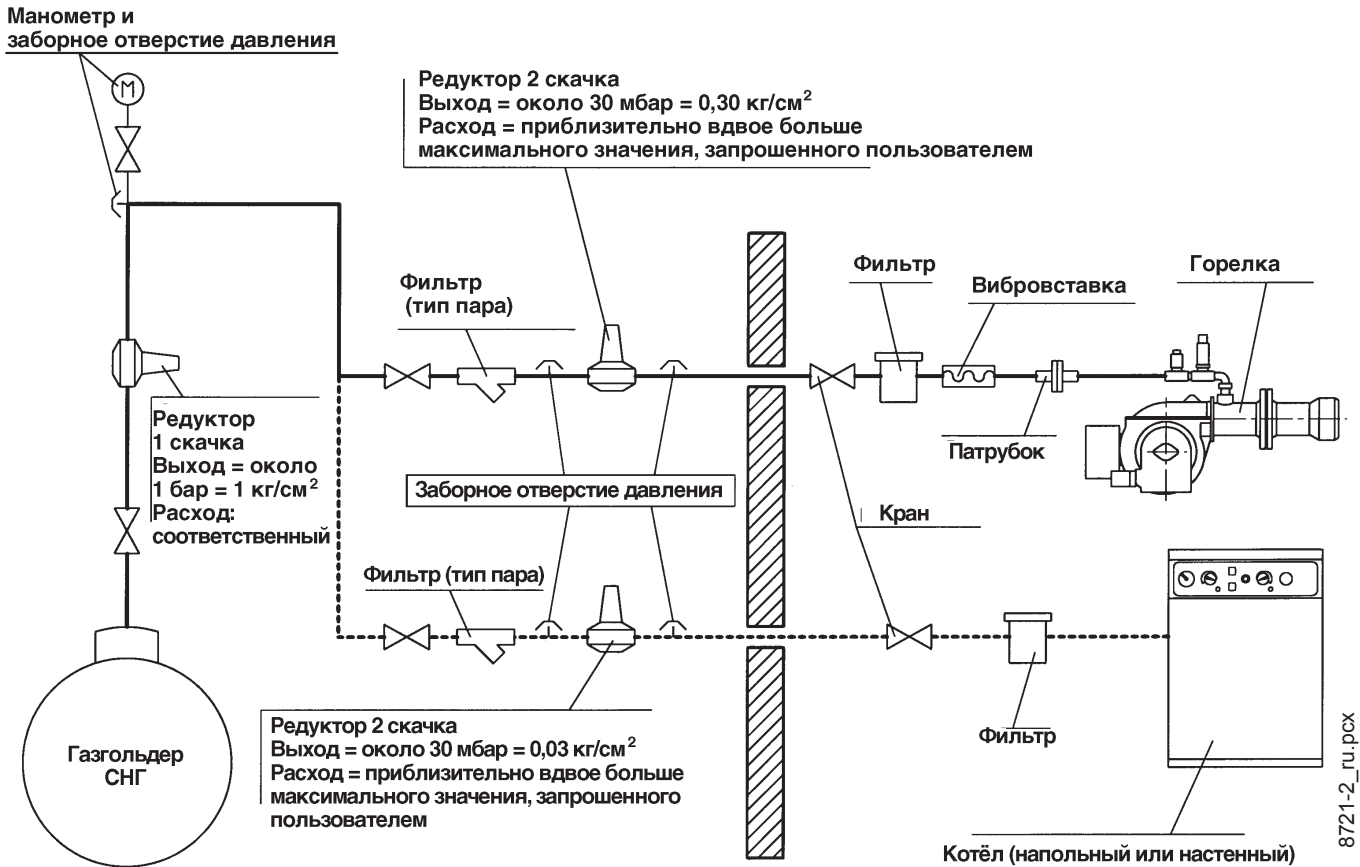 Манометр и
заборное отверстие давления
М
Редуктор 2 скачка
Выход = около 30 мбар = 0,30 кг/см²
Расход = приблизительно вдвое больше
максимального значения, запрошенного пользователем
Фильтр
(тип пара)
Фильтр
Вибровставка
Горелка
Редуктор
1 скачка
Выход = около
1 бар = 1 кг/см²
Расход:
соответственный
Патрубок
Заборное отверстие давления
Кран
Фильтр (тип пара)
Газгольдер
СНГ
Редуктор 2 скачка
Выход = около 30 мбар = 0,03 кг/см²
Расход = приблизительно вдвое больше
максимального значения, запрошенного
пользователем
Фильтр
Котёл (напольный или настенный)
8721-2_ru.pcx